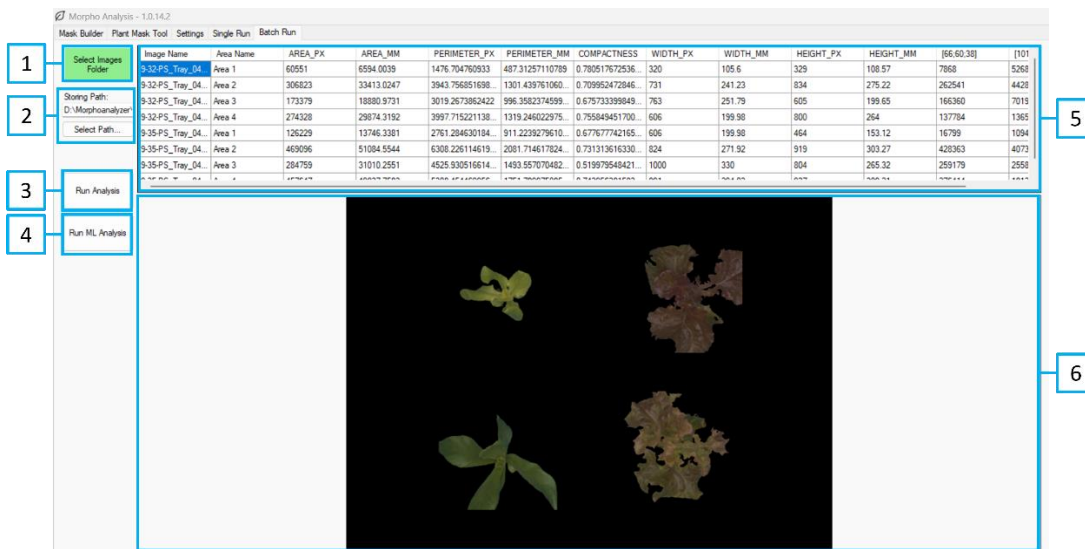 Morpho Analysis - 1.0.14.2
Mask Builder Plant Mask Tool Settings Single Run Batch Run
1
Select Images
Folder
2
Storing Path:
D:\Morphoanalyzer\
Select Path...
3
Run Analysis
4
Run ML Analysis
Image Name Area Name AREA_PX AREA_MM PERIMETER_PX PERIMETER_MM COMPACTNESS WIDTH_PX WIDTH_MM HEIGHT_PX HEIGHT_MM [66;60;38] [101
9-32-PS_Tray_04... Area 1 60551 6594.0039 1476.704760933 487.31257110789 0.780517672536... 320 105.6 329 108.57 7868 5268
9-32-PS_Tray_04... Area 2 306823 33413.0247 3943.756851698... 1301.439761060... 0.709952472846... 731 241.23 834 275.22 262541 4428
9-32-PS_Tray_04... Area 3 173379 18880.9731 3019.2673862422 996.3582374599... 0.675733399849... 763 251.79 605 199.65 166360 7019
9-32-PS_Tray_04... Area 4 274328 29874.3192 3997.715221138... 1319.246022975... 0.755849451700... 606 199.98 800 264 137784 1365
9-35-PS_Tray_04... Area 1 126229 13746.3381 2761.284630184... 911.2239279610... 0.677677742165... 606 199.98 464 153.12 16799 1094
9-35-PS_Tray_04... Area 2 469096 51084.5544 6308.226114619... 2081.714617824... 0.731313616330... 824 271.92 919 303.27 428363 4073
9-35-PS_Tray_04... Area 3 284759 31010.2551 4525.930516614... 1493.557070482... 0.519979548421... 1000 330 804 265.32 259179 2558
5
6